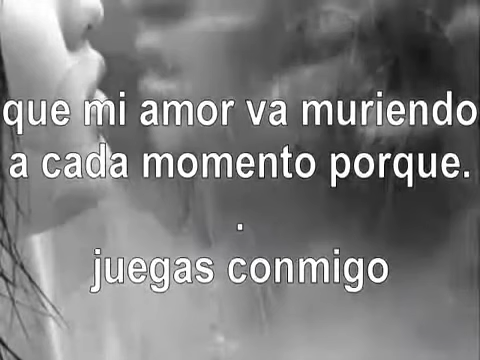 que mi amor va muriendo
a cada momento porque.
.
juegas conmigo